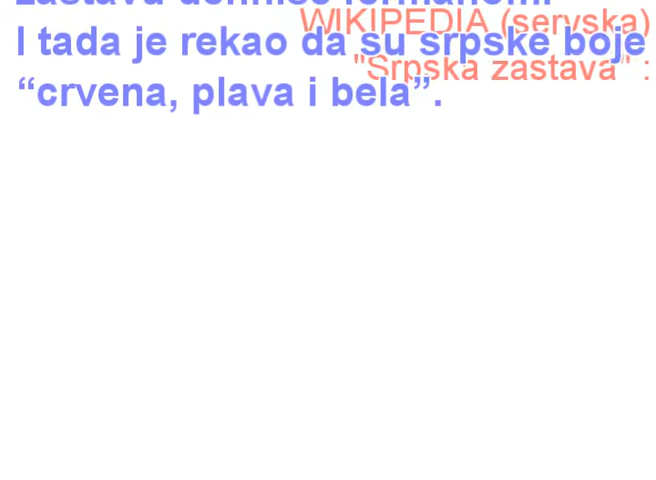 WIKIPEDIA (servska)
I tada je rekao da su srpske boje
"Srpska zastava" :
“crvena, plava i bela”.